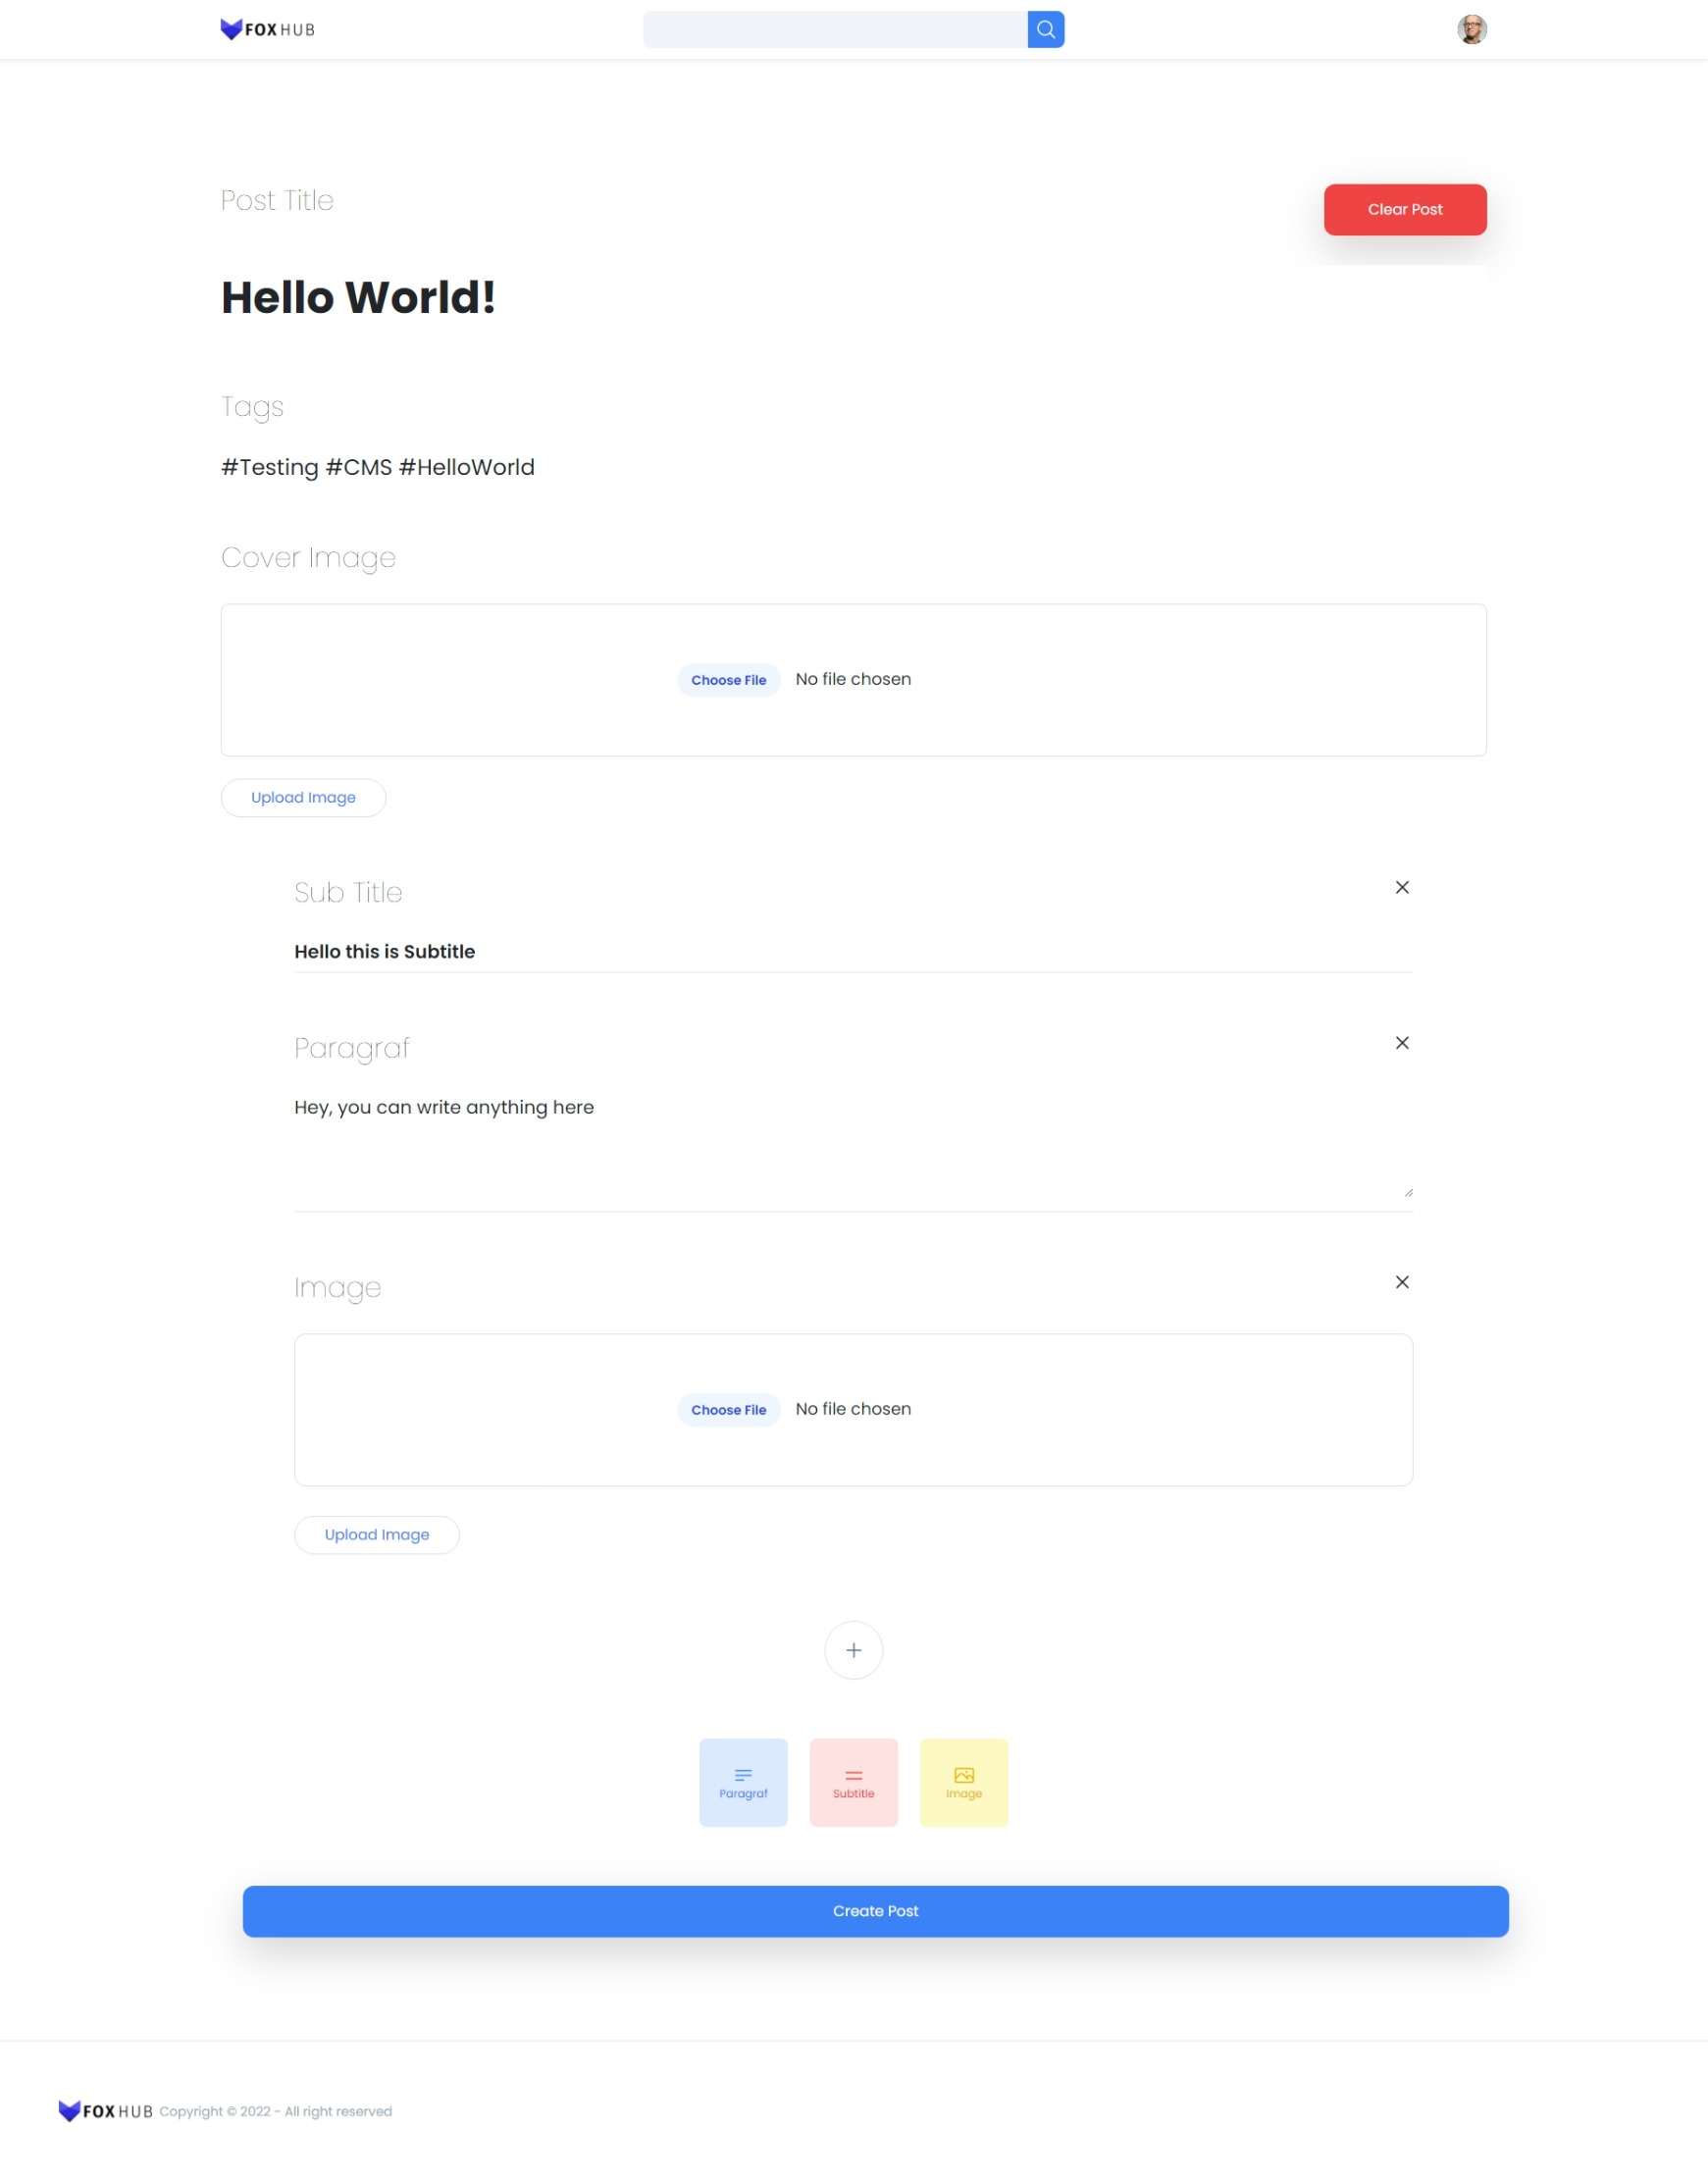 FOXHUB
Post Title
Clear Post
Hello World!
Tags
#Testing #CMS #HelloWorld
Cover Image
Choose File No file chosen
Upload Image
Sub Title
Hello this is Subtitle
Paragraf
Hey, you can write anything here
Image
Choose File No file chosen
Upload Image
Paragraf
Subtitle
Image
Create Post
FOXHUB Copyright © 2022 - All right reserved